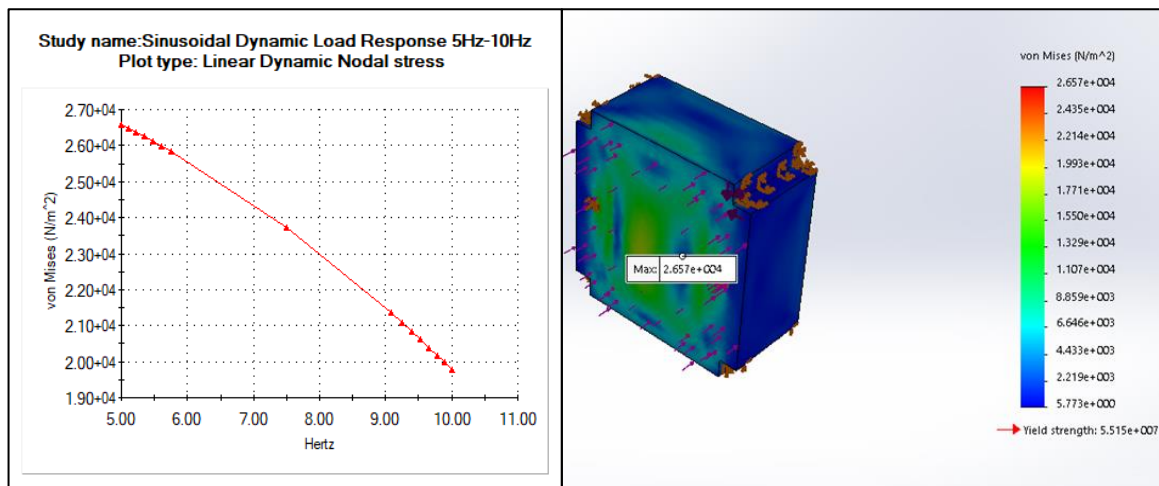 Study name:Sinusoidal Dynamic Load Response 5Hz-10Hz
Plot type: Linear Dynamic Nodal stress
von Mises (N/m^2)
2.70+04
2.60+04
2.50+04
2.40+04
2.30+04
2.20+04
2.10+04
2.00+04
1.90+04
5.00 6.00 7.00 8.00 9.00 10.00 11.00
Hertz
Max: 2.657e+004
von Mises (N/m^2)
2.657e+004
2.435e+004
2.214e+004
1.993e+004
1.771e+004
1.550e+004
1.329e+004
1.107e+004
8.859e+003
6.646e+003
4.433e+003
2.219e+003
5.773e+000
Yield strength: 5.515e+007